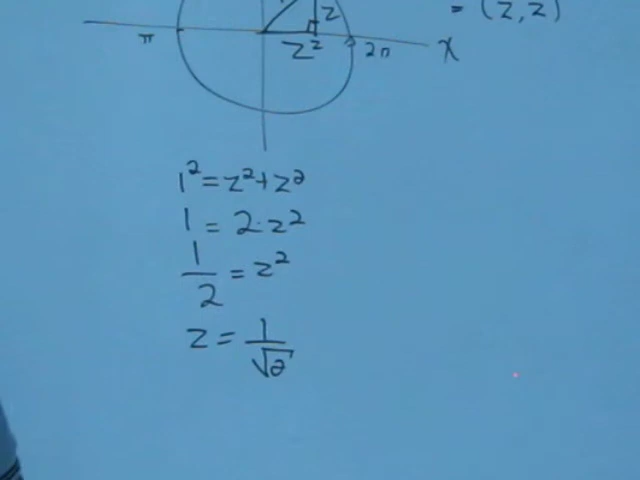 = (z, z)
z
π
z²
2π
x
1² = z² + z²
1 = 2·z²
1/2 = z²
z = 1/√2